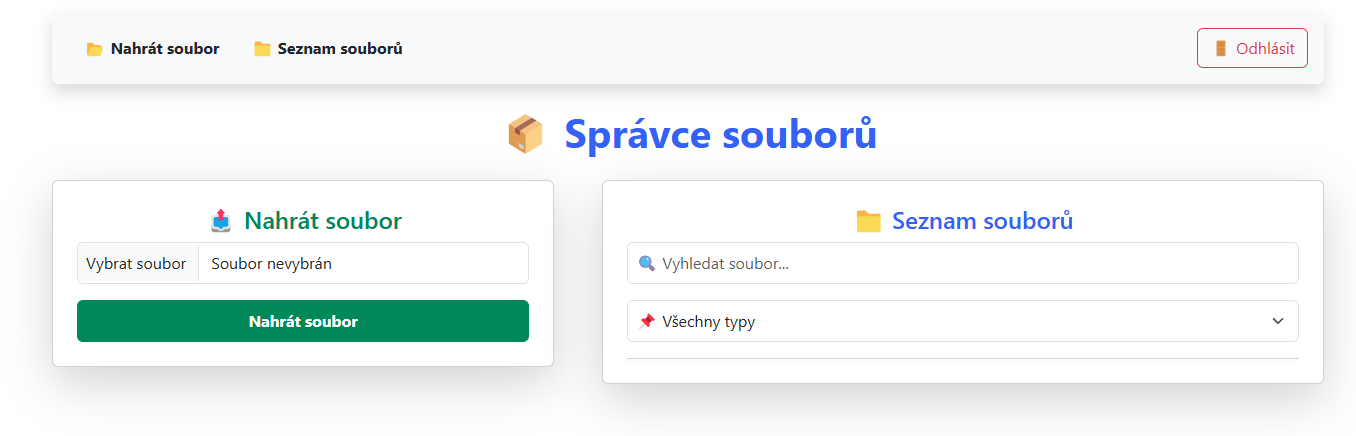 Nahrát soubor Seznam souborů Odhlásit
Správce souborů
Nahrát soubor
Vybrat soubor Soubor nevybrán
Nahrát soubor
Seznam souborů
Vyhledat soubor...
Všechny typy